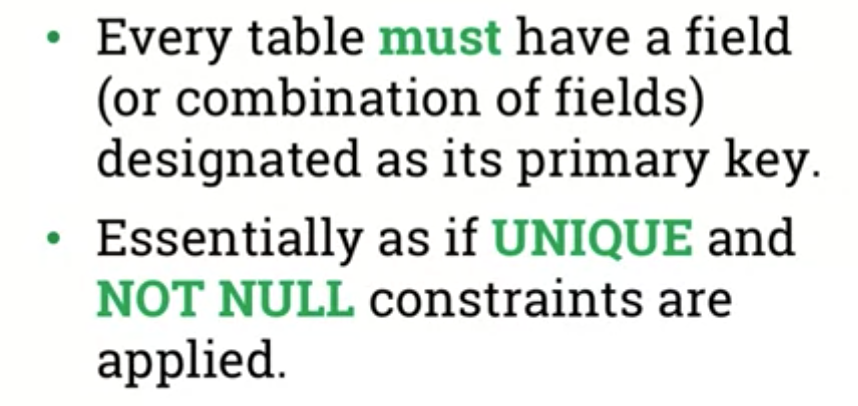 • Every table must have a field
(or combination of fields)
designated as its primary key.
• Essentially as if UNIQUE and
NOT NULL constraints are
applied.